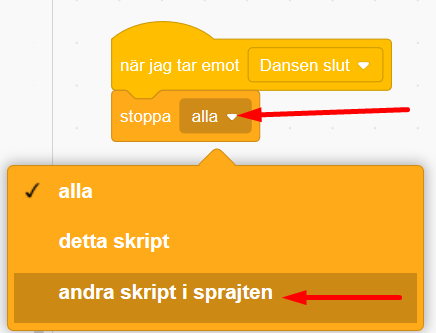 när jag tar emot Dansen slut
stoppa alla
alla
detta skript
andra skript i sprajten